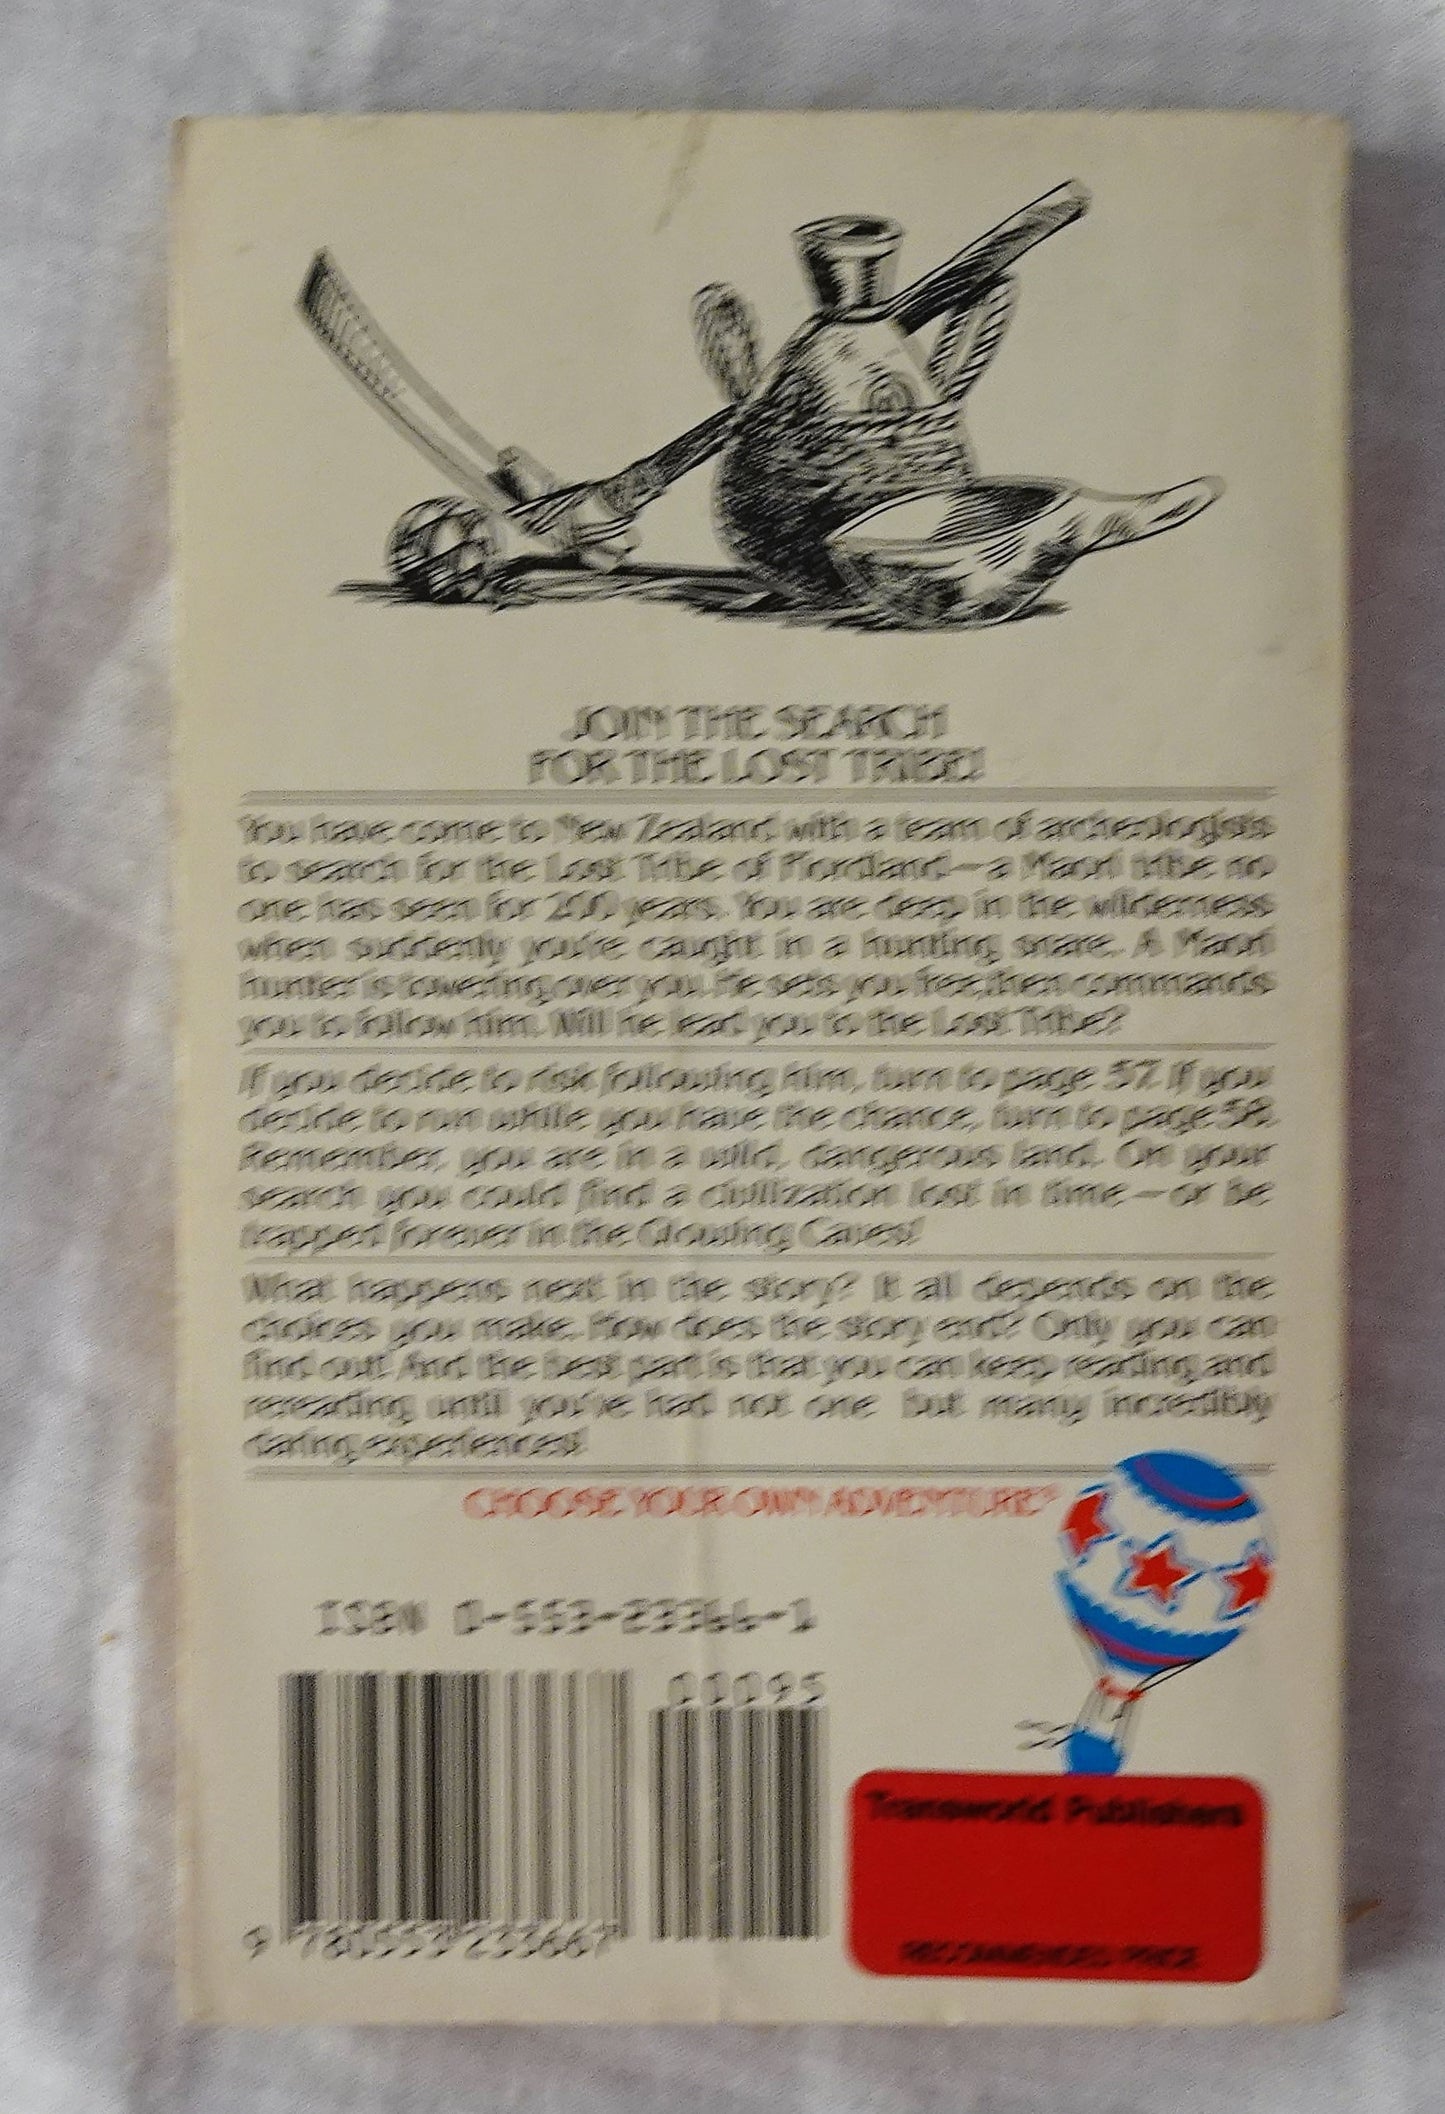 JOIN THE SEARCH
FOR THE LOST TRIBE!
You have come to New Zealand with a team of archeologists
to search for the Lost Tribe of Fiordland—a Maori tribe no
one has seen for 200 years. You are deep in the wilderness
when suddenly you're caught in a hunting snare. A Maori
hunter is towering over you. He sets you free, then commands
you to follow him. Will he lead you to the Lost Tribe?
If you decide to risk following him, turn to page 57. If you
decide to run while you have the chance, turn to page 58.
Remember, you are in a wild, dangerous land. On your
search you could find a civilization lost in time—or be
trapped forever in the Glowing Caves!
What happens next in the story? It all depends on the
choices you make. How does the story end? Only you can
find out! And the best part is that you can keep reading and
rereading until you've had not one but many incredibly
daring experiences!
CHOOSE YOUR OWN ADVENTURE®
ISBN 0-553-23366-1
00095
9 780553 233667
Transworld Publishers
RECOMMENDED PRICE